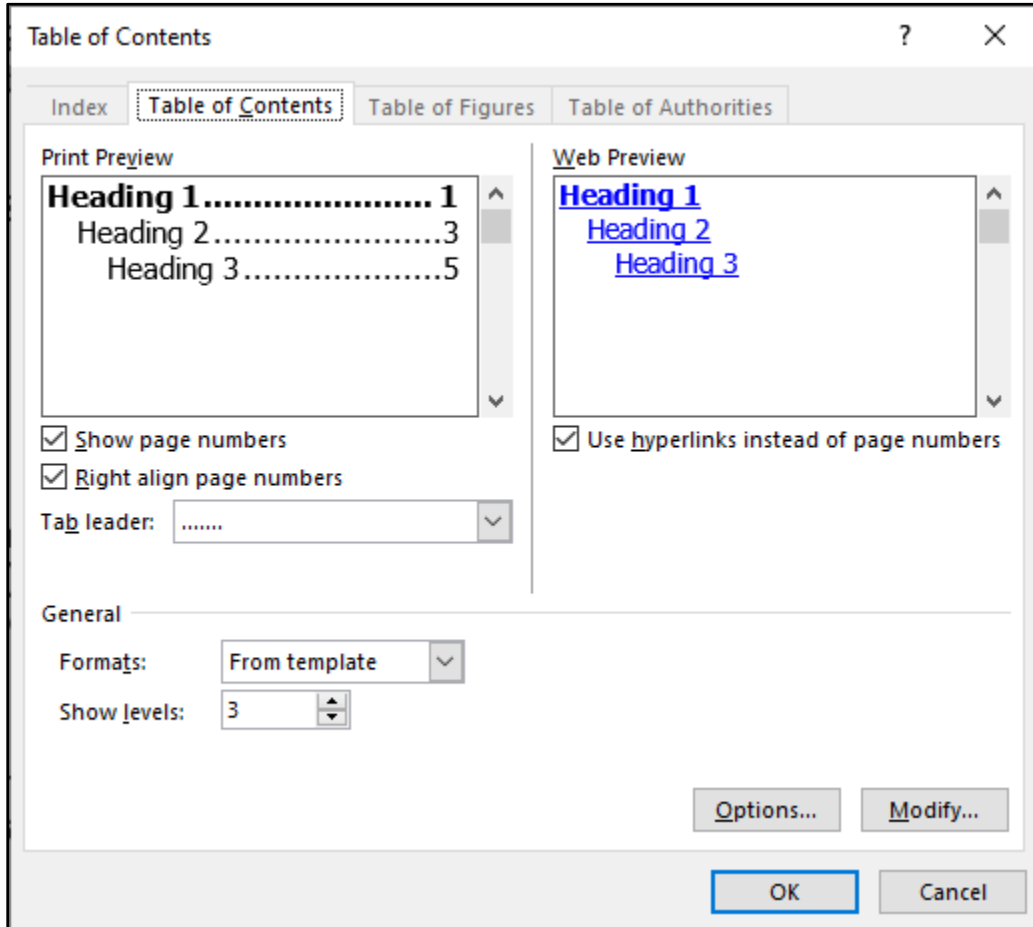 Table of Contents
?
Index
Table of Contents
Table of Figures
Table of Authorities
Print Preview
Heading 1...................... 1
Heading 2......................3
Heading 3....................5
Show page numbers
Right align page numbers
Tab leader: .......
Web Preview
Heading 1
Heading 2
Heading 3
Use hyperlinks instead of page numbers
General
Formats: From template
Show levels: 3
Options...
Modify...
OK
Cancel